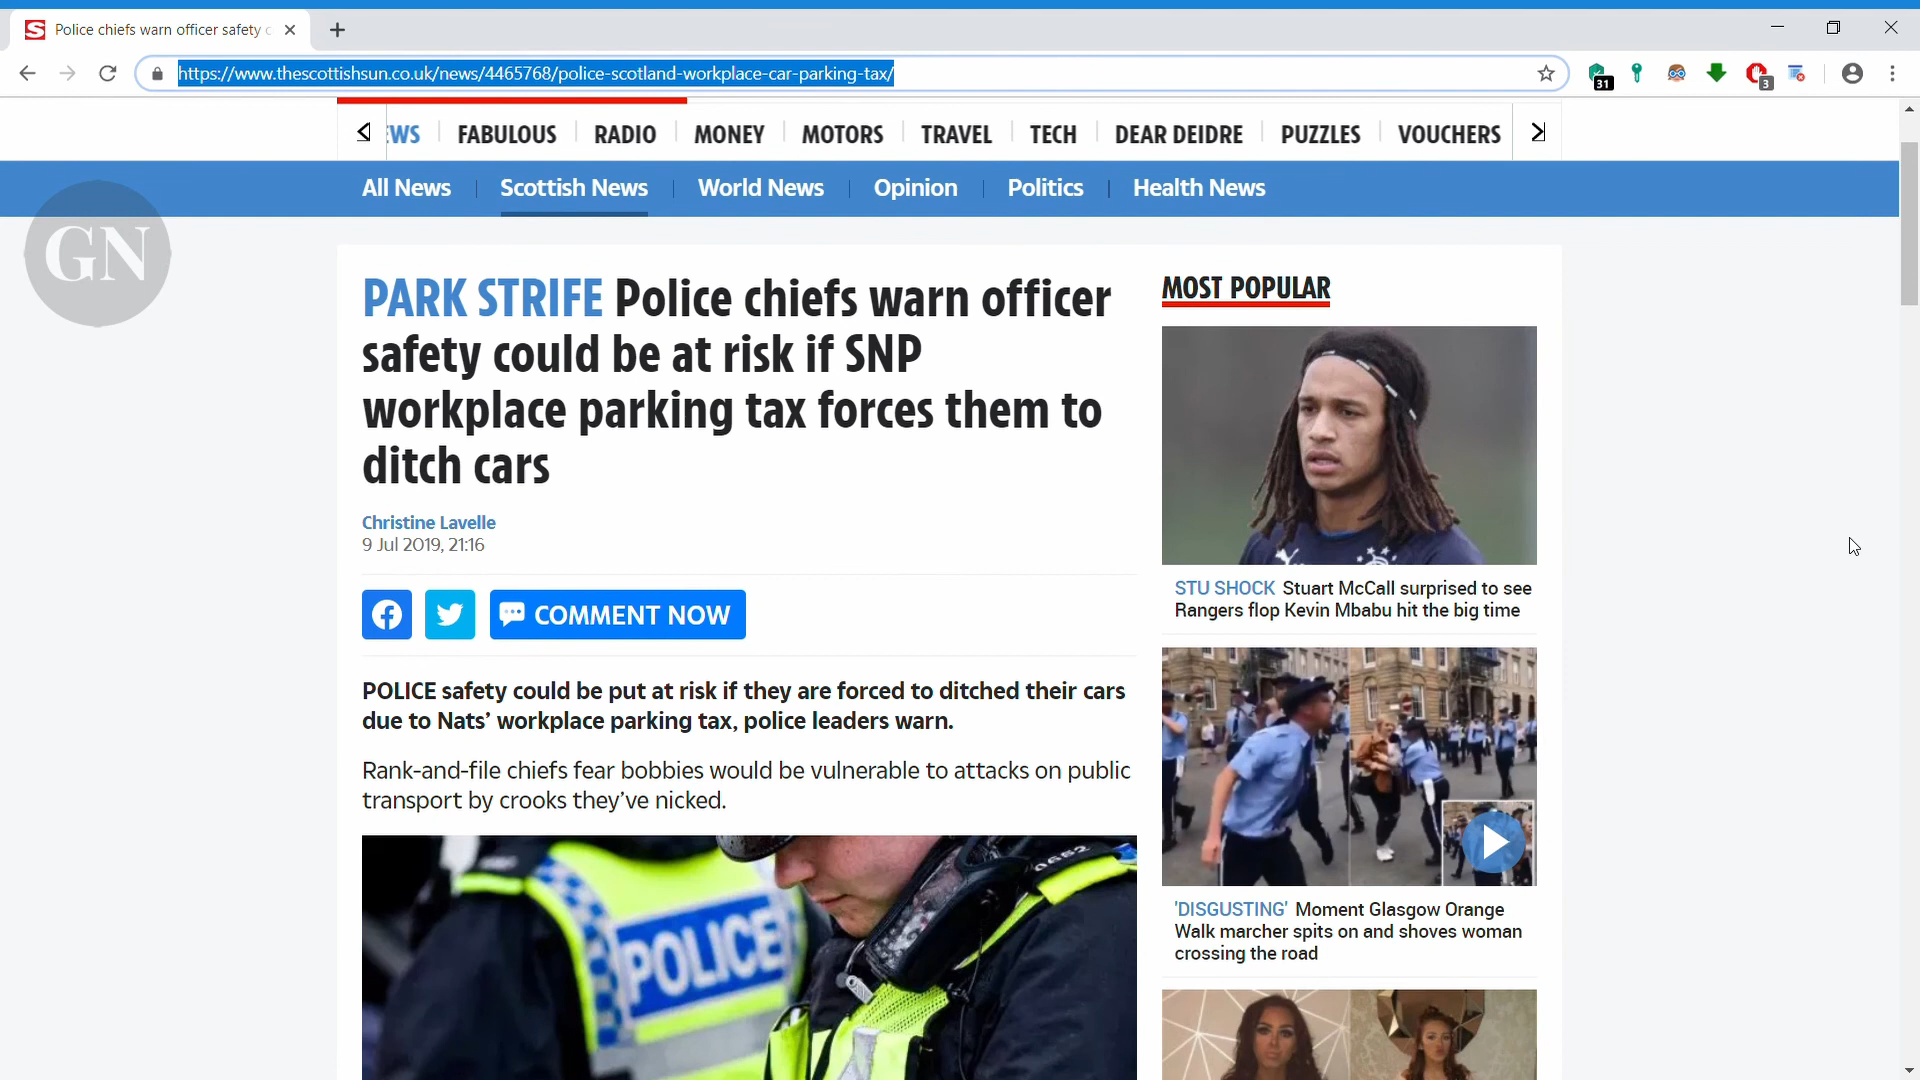 S Police chiefs warn officer safety c
https://www.thescottishsun.co.uk/news/4465768/police-scotland-workplace-car-parking-tax/
31
3
EWS FABULOUS RADIO MONEY MOTORS TRAVEL TECH DEAR DEIDRE PUZZLES VOUCHERS
All News Scottish News World News Opinion Politics Health News
GN
PARK STRIFE Police chiefs warn officer
safety could be at risk if SNP
workplace parking tax forces them to
ditch cars
Christine Lavelle
9 Jul 2019, 21:16
COMMENT NOW
POLICE safety could be put at risk if they are forced to ditched their cars
due to Nats’ workplace parking tax, police leaders warn.
Rank-and-file chiefs fear bobbies would be vulnerable to attacks on public
transport by crooks they’ve nicked.
POLICE
0652
MOST POPULAR
STU SHOCK Stuart McCall surprised to see
Rangers flop Kevin Mbabu hit the big time
'DISGUSTING' Moment Glasgow Orange
Walk marcher spits on and shoves woman
crossing the road